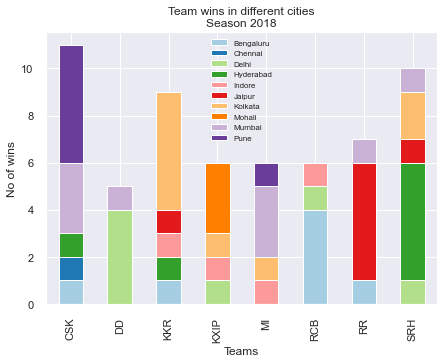 Team wins in different cities
Season 2018
Bengaluru
Chennai
Delhi
Hyderabad
Indore
Jaipur
Kolkata
Mohali
Mumbai
Pune
No of wins
10
8
6
4
2
0
CSK
DD
KKR
KXIP
MI
RCB
RR
SRH
Teams